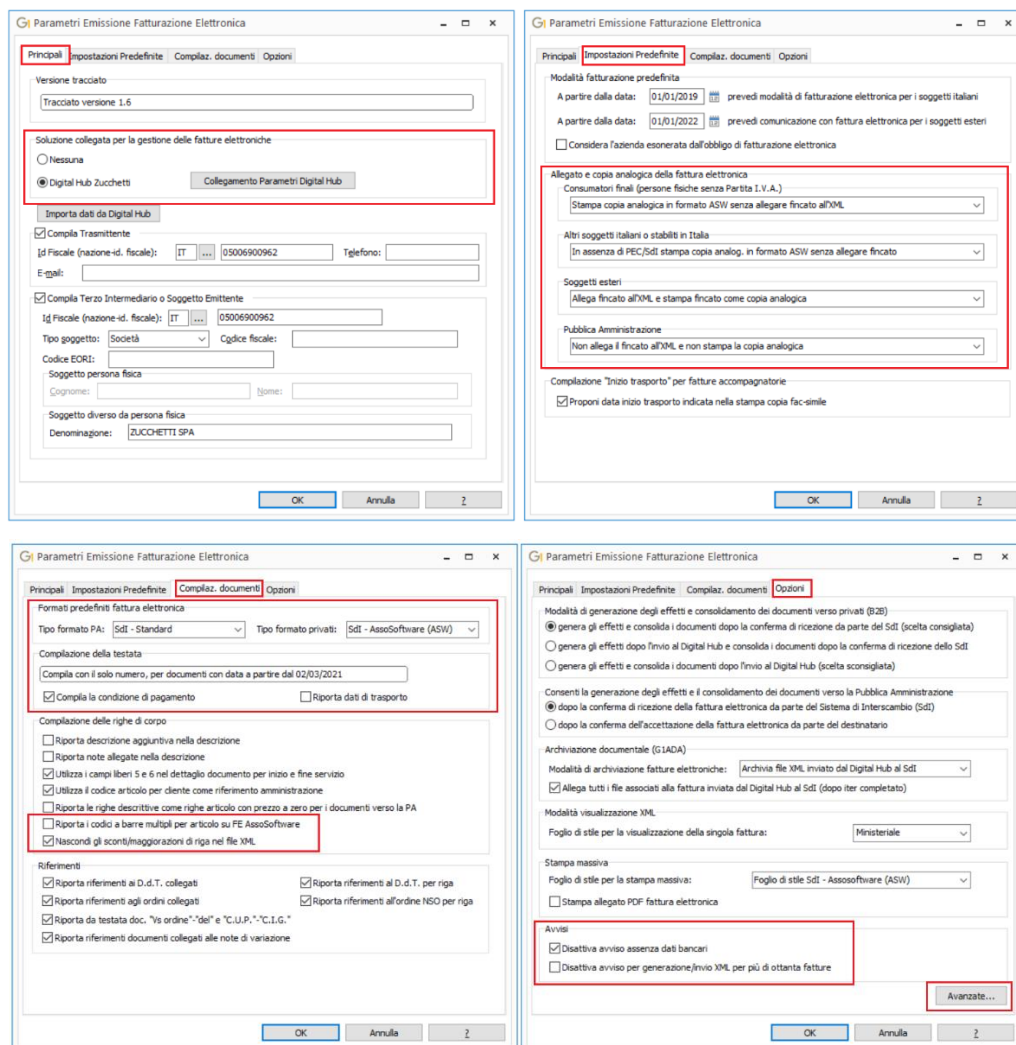 Parametri Emissione Fatturazione Elettronica
Principali Impostazioni Predefinite Compilaz. documenti Opzioni
Versione tracciato
Tracciato versione 1.6
Soluzione collegata per la gestione delle fatture elettroniche
Nessuna
Digital Hub Zucchetti Collegamento Parametri Digital Hub
Importa dati da Digital Hub
Compila Trasmittente
Id Fiscale (nazione-id. fiscale): IT ... 05006900962 Telefono:
E-mail:
Compila Terzo Intermediario o Soggetto Emittente
Id Fiscale (nazione-id. fiscale): IT ... 05006900962
Tipo soggetto: Società Codice fiscale:
Codice EORI:
Soggetto persona fisica
Cognome: Nome:
Soggetto diverso da persona fisica
Denominazione: ZUCCHETTI SPA
OK Annulla ?
Parametri Emissione Fatturazione Elettronica
Principali Impostazioni Predefinite Compilaz. documenti Opzioni
Modalità fatturazione predefinita
A partire dalla data: 01/01/2019 prevedi modalità di fatturazione elettronica per i soggetti italiani
A partire dalla data: 01/01/2022 prevedi comunicazione con fattura elettronica per i soggetti esteri
Considera l'azienda esonerata dall'obbligo di fatturazione elettronica
Allegato e copia analogica della fattura elettronica
Consumatori finali (persone fisiche senza Partita I.V.A.)
Stampa copia analogica in formato ASW senza allegare fincato all'XML
Altri soggetti italiani o stabiliti in Italia
In assenza di PEC/SdI stampa copia analog. in formato ASW senza allegare fincato
Soggetti esteri
Allega fincato all'XML e stampa fincato come copia analogica
Pubblica Amministrazione
Non allega il fincato all'XML e non stampa la copia analogica
Compilazione "Inizio trasporto" per fatture accompagnatorie
Proponi data inizio trasporto indicata nella stampa copia fac-simile
OK Annulla ?
Parametri Emissione Fatturazione Elettronica
Principali Impostazioni Predefinite Compilaz. documenti Opzioni
Formati predefiniti fattura elettronica
Tipo formato PA: SdI - Standard Tipo formato privati: SdI - AssoSoftware (ASW)
Compilazione della testata
Compila con il solo numero, per documenti con data a partire dal 02/03/2021
Compila la condizione di pagamento Riporta dati di trasporto
Compilazione delle righe di corpo
Riporta descrizione aggiuntiva nella descrizione
Riporta note allegate nella descrizione
Utilizza i campi liberi 5 e 6 nel dettaglio documento per inizio e fine servizio
Utilizza il codice articolo per cliente come riferimento amministrazione
Riporta le righe descrittive come righe articolo con prezzo a zero per i documenti verso la PA
Riporta i codici a barre multipli per articolo su FE AssoSoftware
Nascondi gli sconti/maggiorazioni di riga nel file XML
Riferimenti
Riporta riferimenti ai D.d.T. collegati Riporta riferimenti al D.d.T. per riga
Riporta riferimenti agli ordini collegati Riporta riferimenti all'ordine NSO per riga
Riporta da testata doc. "Vs ordine"-"del" e "C.U.P."-"C.I.G."
Riporta riferimenti documenti collegati alle note di variazione
OK Annulla ?
Parametri Emissione Fatturazione Elettronica
Principali Impostazioni Predefinite Compilaz. documenti Opzioni
Modalità di generazione degli effetti e consolidamento dei documenti verso privati (B2B)
genera gli effetti e consolida i documenti dopo la conferma di ricezione da parte del SdI (scelta consigliata)
genera gli effetti dopo l'invio al Digital Hub e consolida i documenti dopo la conferma di ricezione dello SdI
genera gli effetti e consolida i documenti dopo l'invio al Digital Hub (scelta sconsigliata)
Consenti la generazione degli effetti e il consolidamento dei documenti verso la Pubblica Amministrazione
dopo la conferma di ricezione della fattura elettronica da parte del Sistema di Interscambio (SdI)
dopo la conferma dell'accettazione della fattura elettronica da parte del destinatario
Archiviazione documentale (G1ADA)
Modalità di archiviazione fatture elettroniche: Archivia file XML inviato dal Digital Hub al SdI
Allega tutti i file associati alla fattura inviata dal Digital Hub al SdI (dopo iter completato)
Modalità visualizzazione XML
Foglio di stile per la visualizzazione della singola fattura: Ministeriale
Stampa massiva
Foglio di stile per la stampa massiva: Foglio di stile SdI - Assosoftware (ASW)
Stampa allegato PDF fattura elettronica
Avvisi
Disattiva avviso assenza dati bancari
Disattiva avviso per generazione/invio XML per più di ottanta fatture
Avanzate...
OK Annulla ?